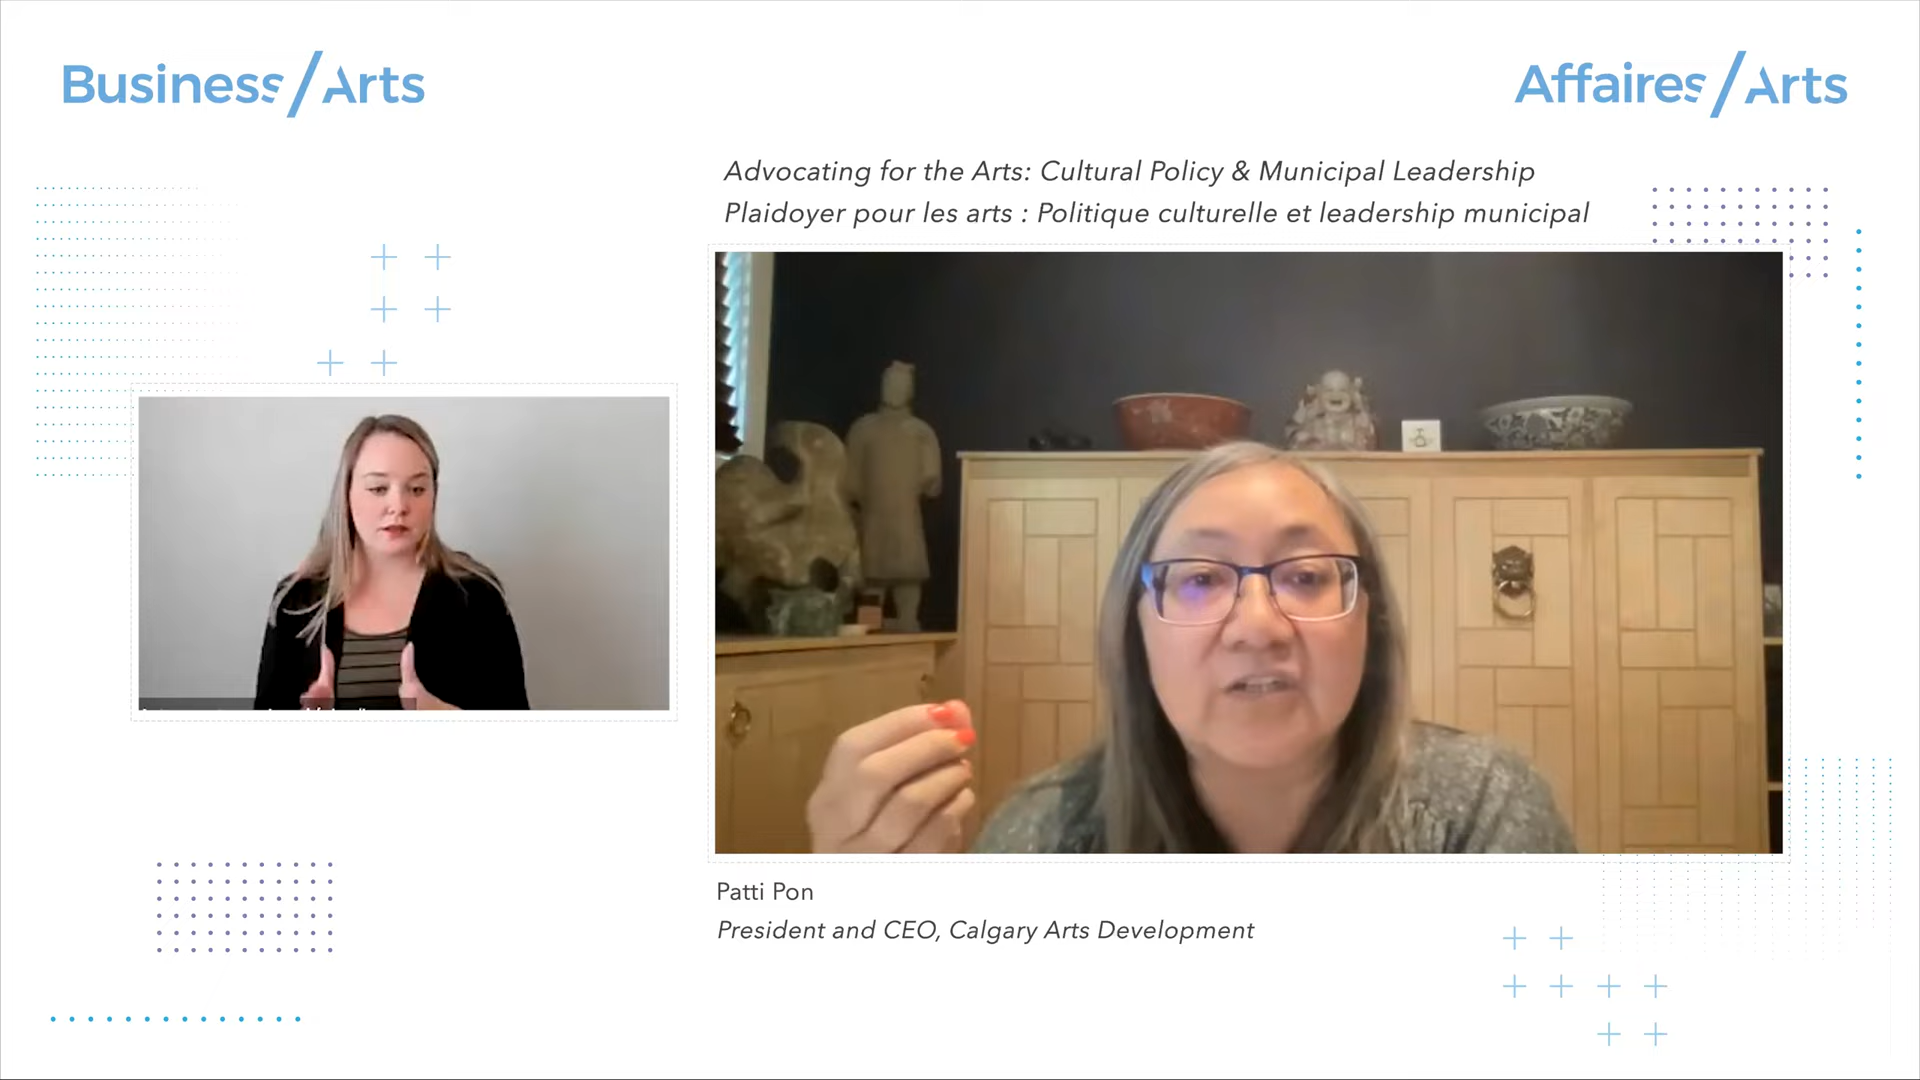 Business/Arts
Affaires/Arts
Advocating for the Arts: Cultural Policy & Municipal Leadership
Plaidoyer pour les arts : Politique culturelle et leadership municipal
Patti Pon
President and CEO, Calgary Arts Development